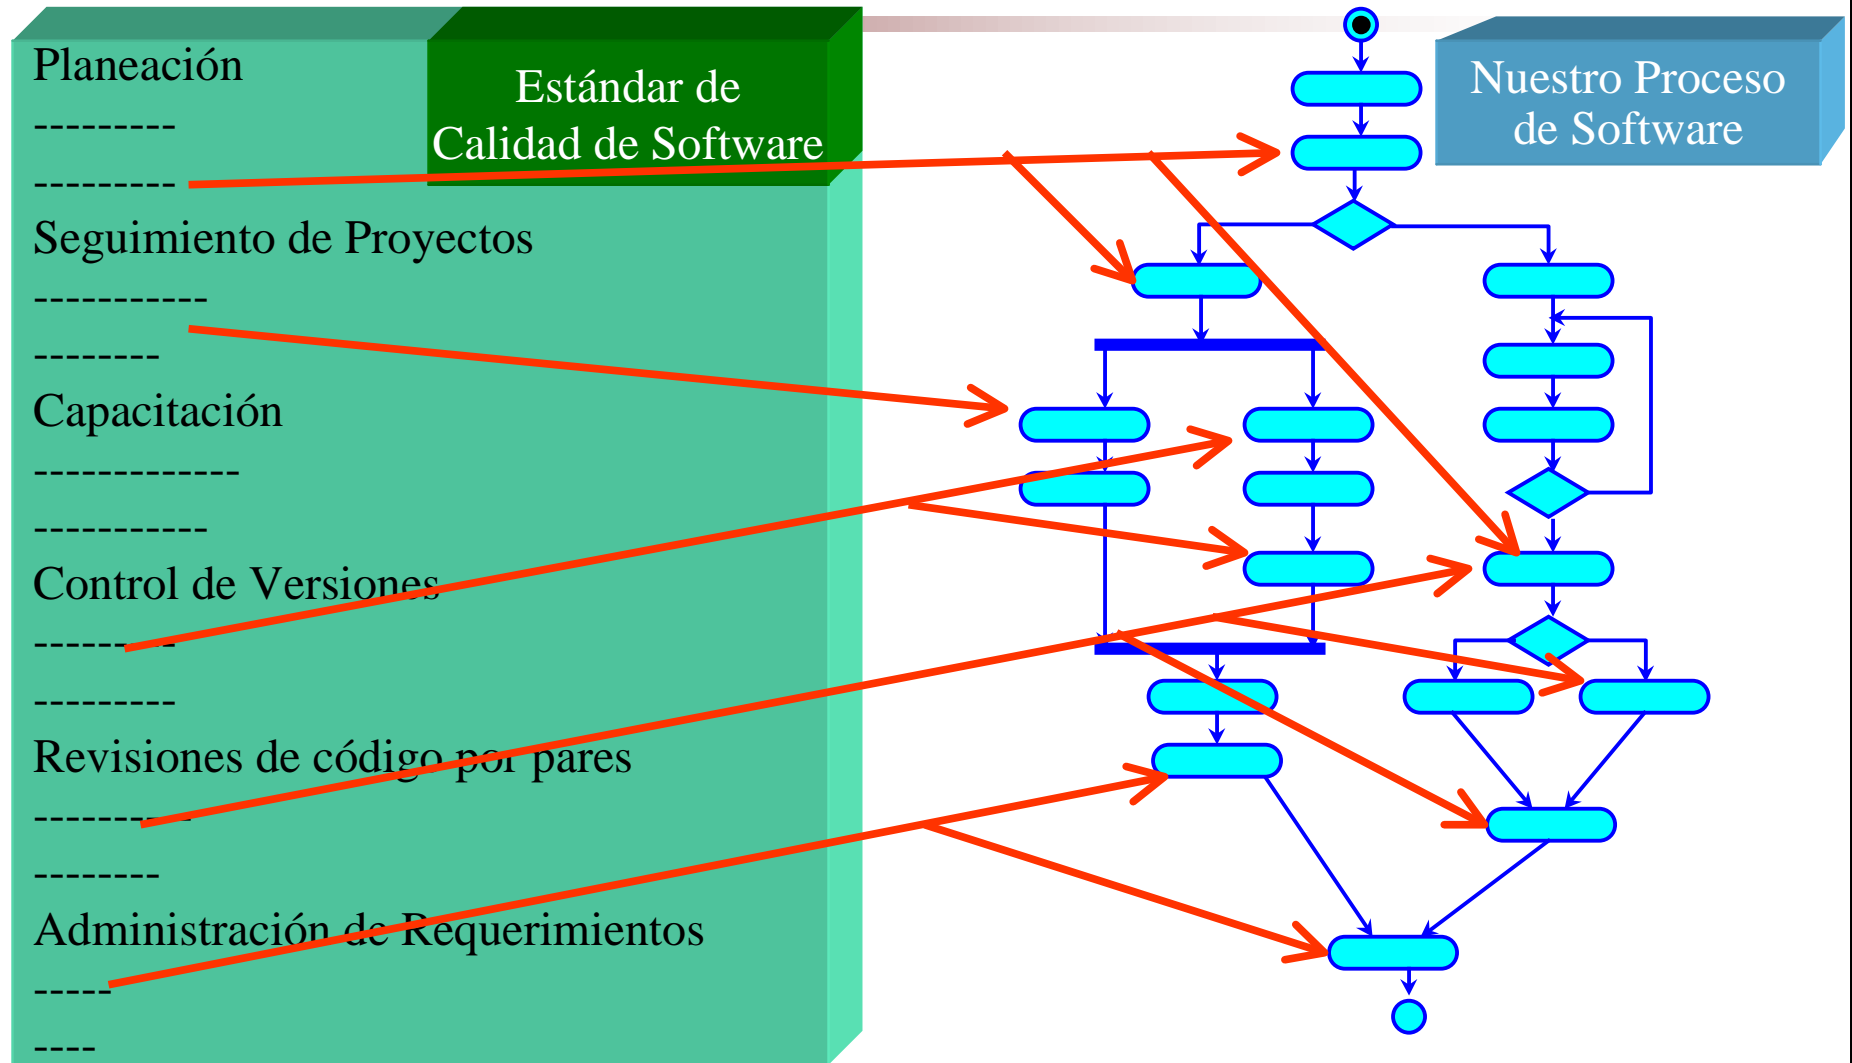 Planeación
---------
---------
Seguimiento de Proyectos
-----------
--------
Capacitación
-------------
-----------
Control de Versiones
---------
---------
Revisiones de código por pares
----------
--------
Administración de Requerimientos
-----
----
Estándar de
Calidad de Software
Nuestro Proceso
de Software